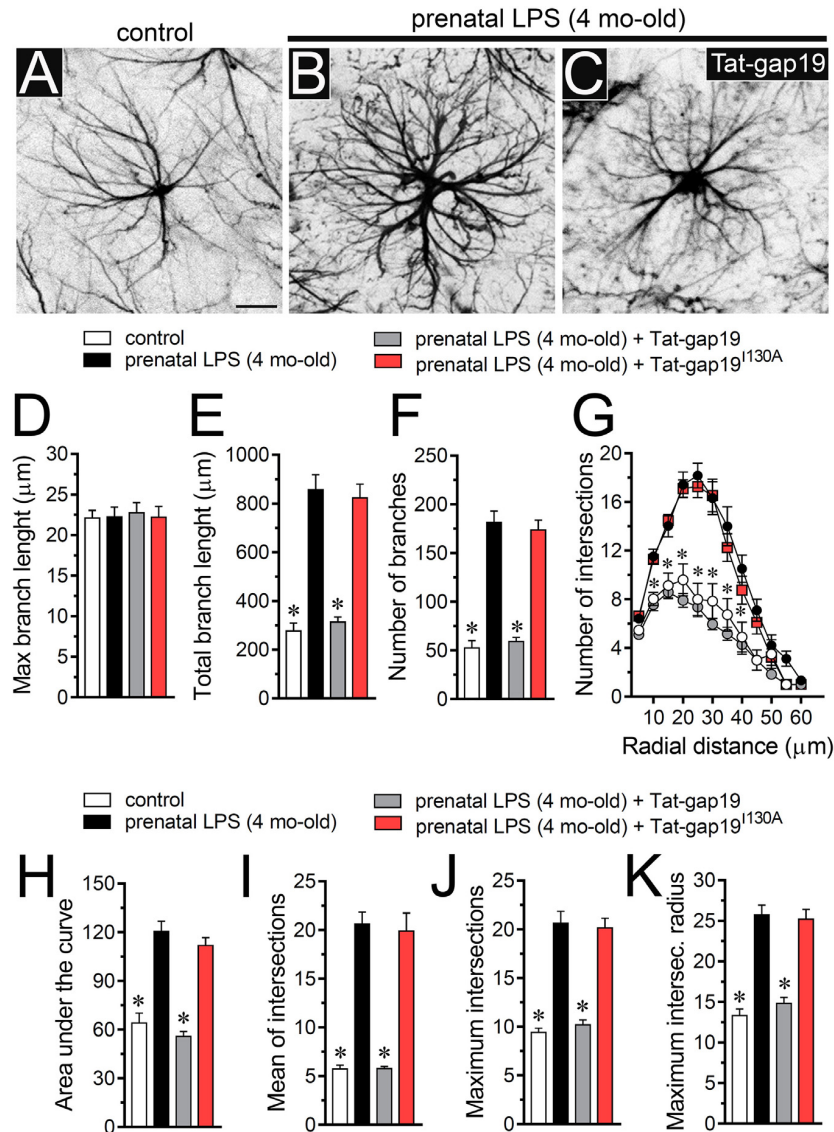 prenatal LPS (4 mo-old)
control
A
B
C
Tat-gap19
control
prenatal LPS (4 mo-old)
prenatal LPS (4 mo-old) + Tat-gap19
prenatal LPS (4 mo-old) + Tat-gap19I130A
D
Max branch lenght (µm)
30
25
20
15
10
5
0
E
Total branch lenght (µm)
1000
800
600
400
200
0
* *
F
Number of branches
250
200
150
100
50
0
* *
G
Number of intersections
20
16
12
8
4
0
* * * * * * *
10 20 30 40 50 60
Radial distance (µm)
control
prenatal LPS (4 mo-old)
prenatal LPS (4 mo-old) + Tat-gap19
prenatal LPS (4 mo-old) + Tat-gap19I130A
H
Area under the curve
150
120
90
60
30
0
* *
I
Mean of intersections
25
20
15
10
5
0
* *
J
Maximum intersections
25
20
15
10
5
0
* *
K
Maximum intersec. radius
30
25
20
15
10
5
0
* *